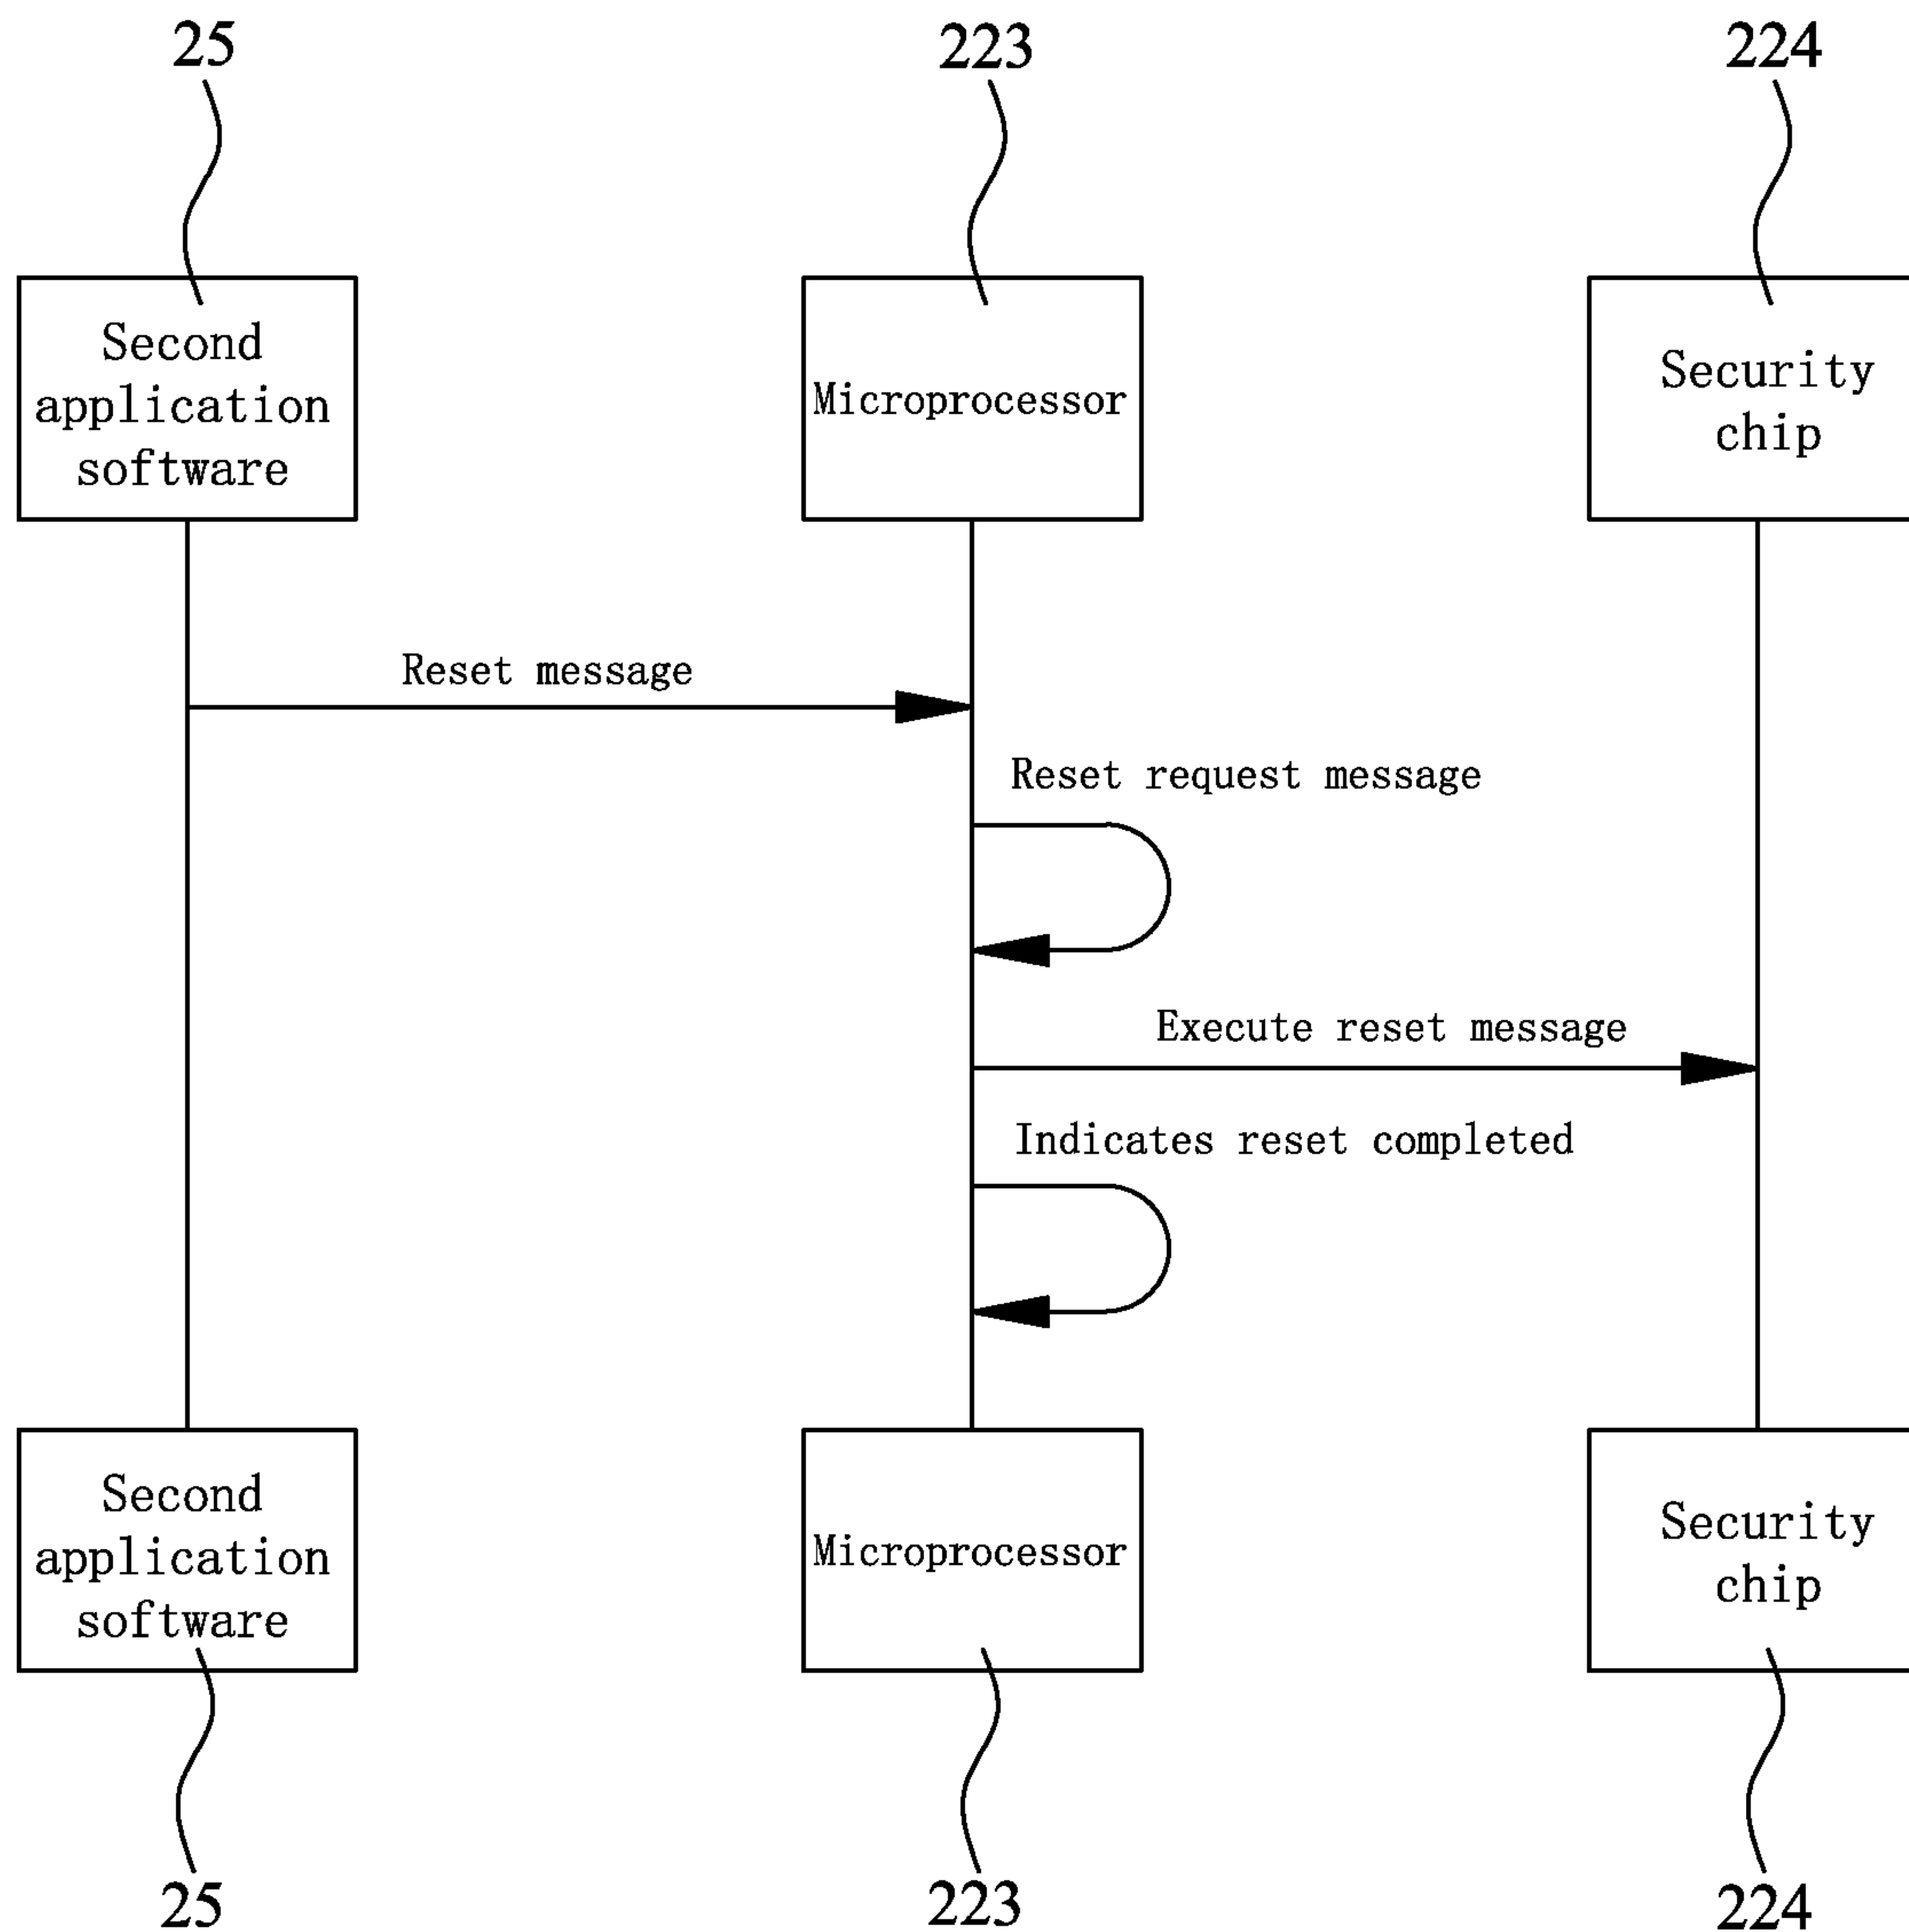 25
223
224
Second
application
software
Microprocessor
Security
chip
Reset message
Reset request message
Execute reset message
Indicates reset completed
Second
application
software
Microprocessor
Security
chip
25
223
224